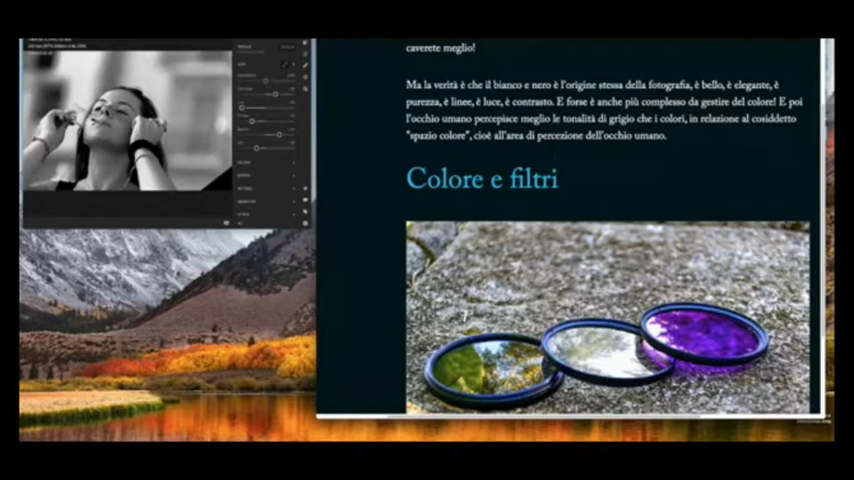 caverete meglio!
Ma la verità è che il bianco e nero è l'origine stessa della fotografia, è bello, è elegante, è
purezza, è linee, è luce, è contrasto. E forse è anche più complesso da gestire del colore! E poi
l'occhio umano percepisce meglio le tonalità di grigio che i colori, in relazione al cosiddetto
"spazio colore", cioè all'area di percezione dell'occhio umano.
Colore e filtri